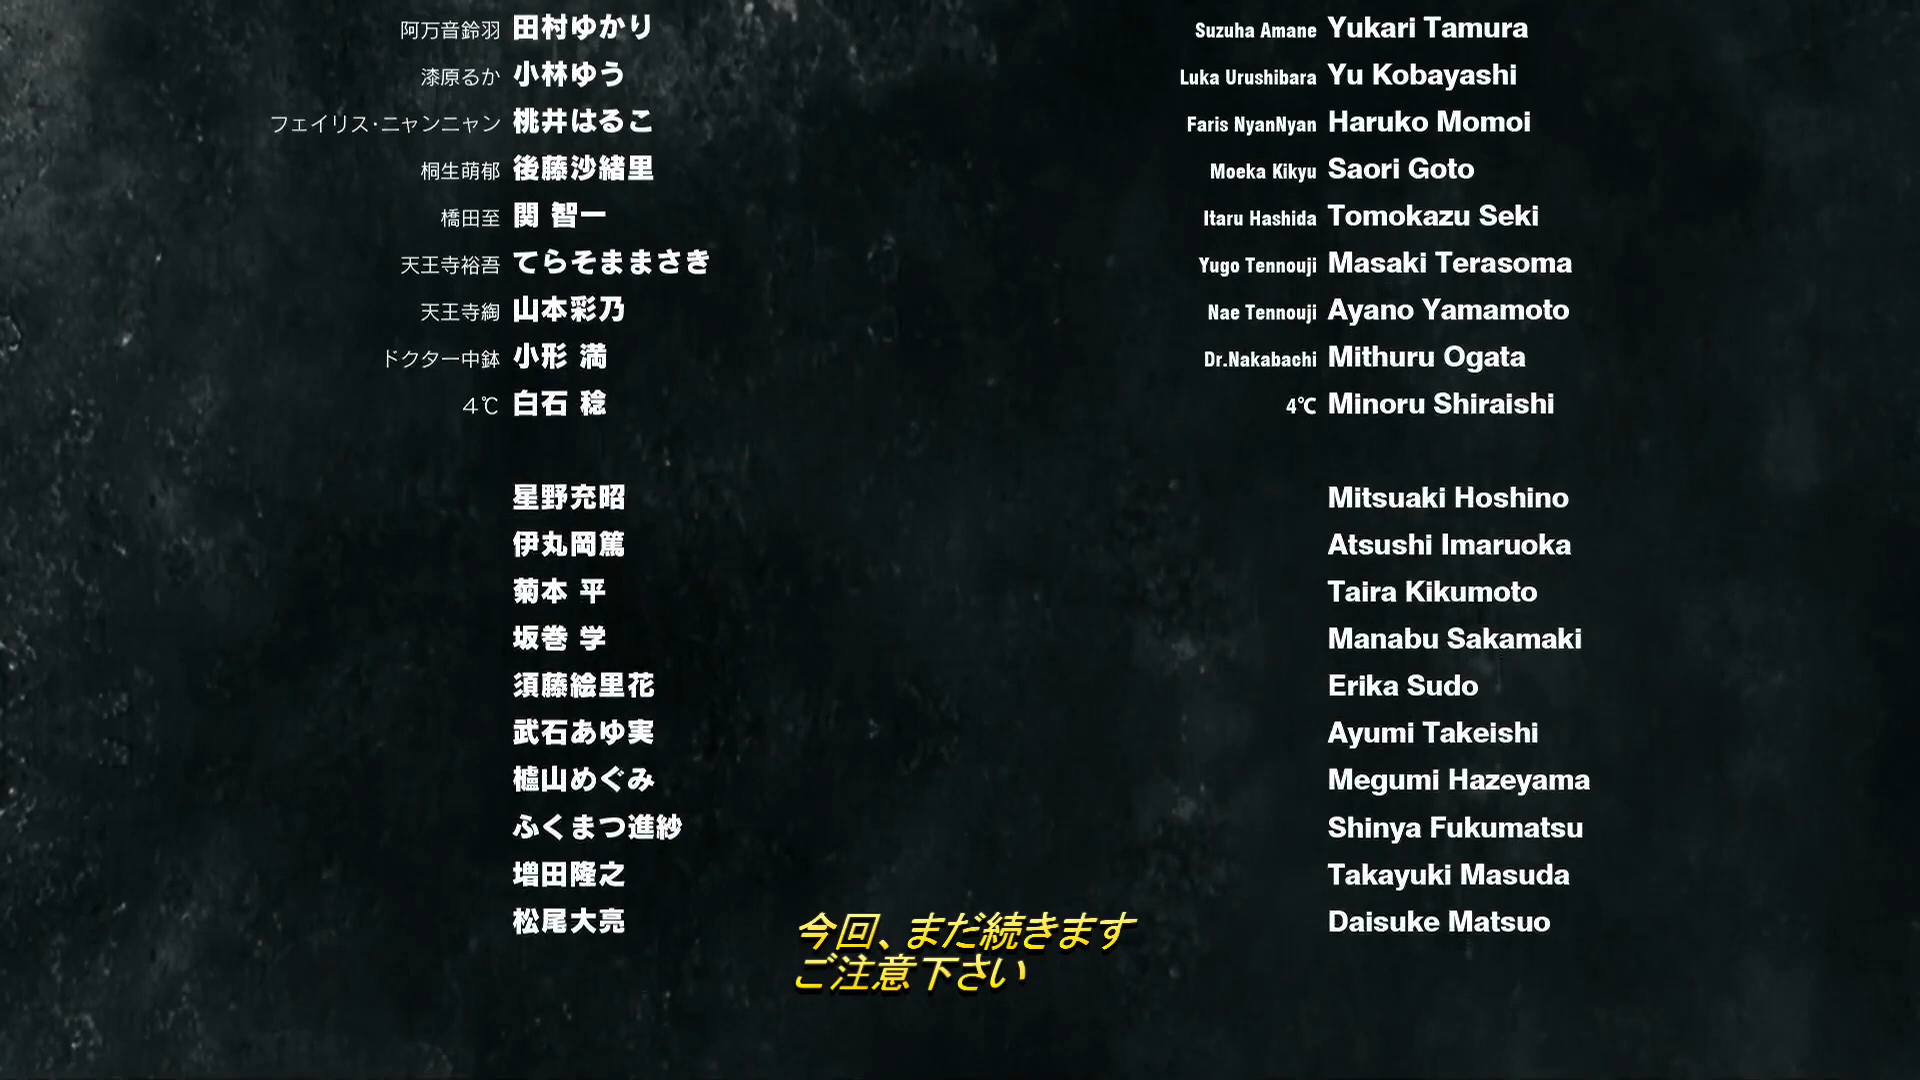 阿万音鈴羽 田村ゆかり Suzuha Amane Yukari Tamura
漆原るか 小林ゆう Luka Urushibara Yu Kobayashi
フェイリス・ニャンニャン 桃井はるこ Faris NyanNyan Haruko Momoi
桐生萌郁 後藤沙緒里 Moeka Kikyu Saori Goto
橋田至 関 智一 Itaru Hashida Tomokazu Seki
天王寺裕吾 てらそままさき Yugo Tennouji Masaki Terasoma
天王寺綯 山本彩乃 Nae Tennouji Ayano Yamamoto
ドクター中鉢 小形 満 Dr.Nakabachi Mithuru Ogata
4℃ 白石 稔 4℃ Minoru Shiraishi
星野充昭 Mitsuaki Hoshino
伊丸岡篤 Atsushi Imaruoka
菊本 平 Taira Kikumoto
坂巻 学 Manabu Sakamaki
須藤絵里花 Erika Sudo
武石あゆ実 Ayumi Takeishi
櫨山めぐみ Megumi Hazeyama
ふくまつ進紗 Shinya Fukumatsu
増田隆之 Takayuki Masuda
松尾大亮 Daisuke Matsuo
今回、まだ続きます
ご注意下さい